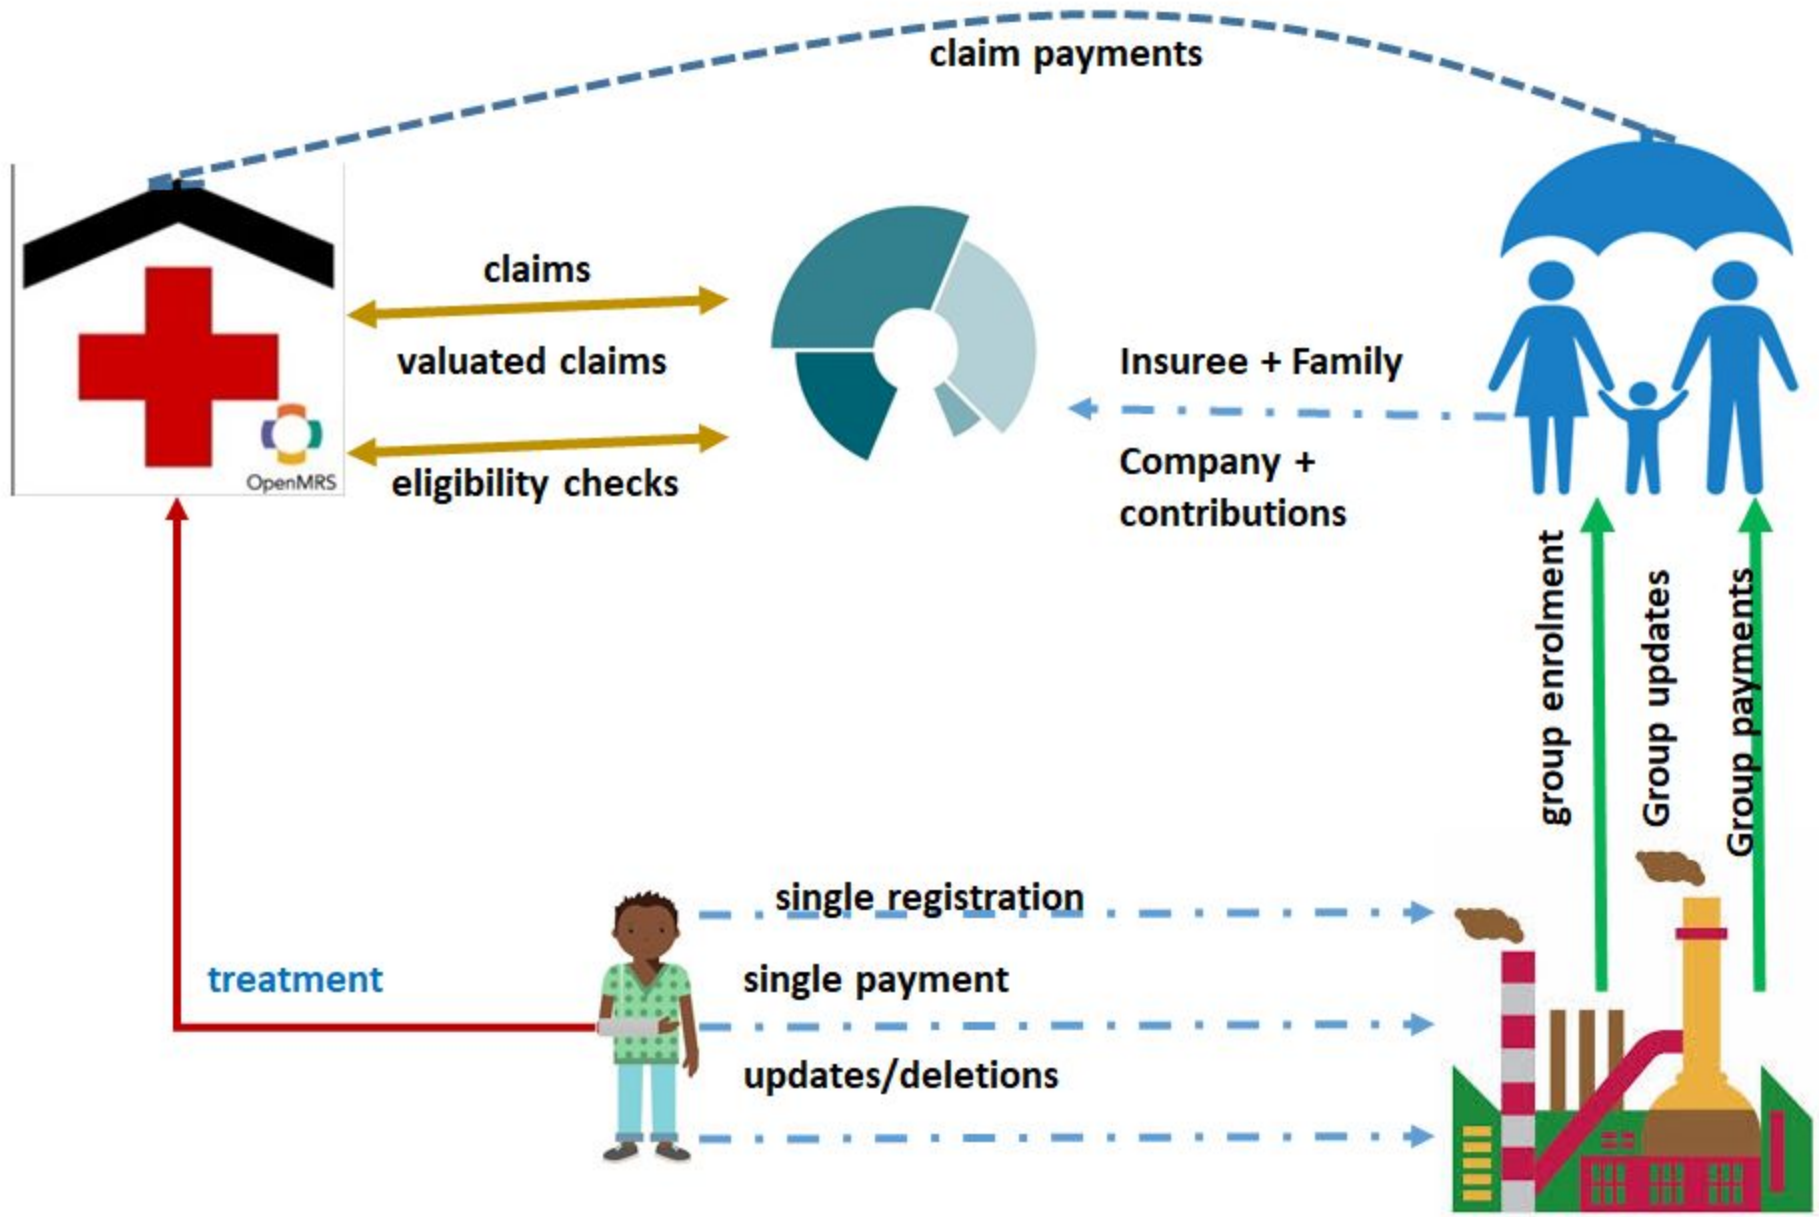 claim payments
claims
valuated claims
OpenMRS
eligibility checks
Insuree + Family
Company +
contributions
group enrolment
Group updates
Group payments
single registration
treatment
single payment
updates/deletions